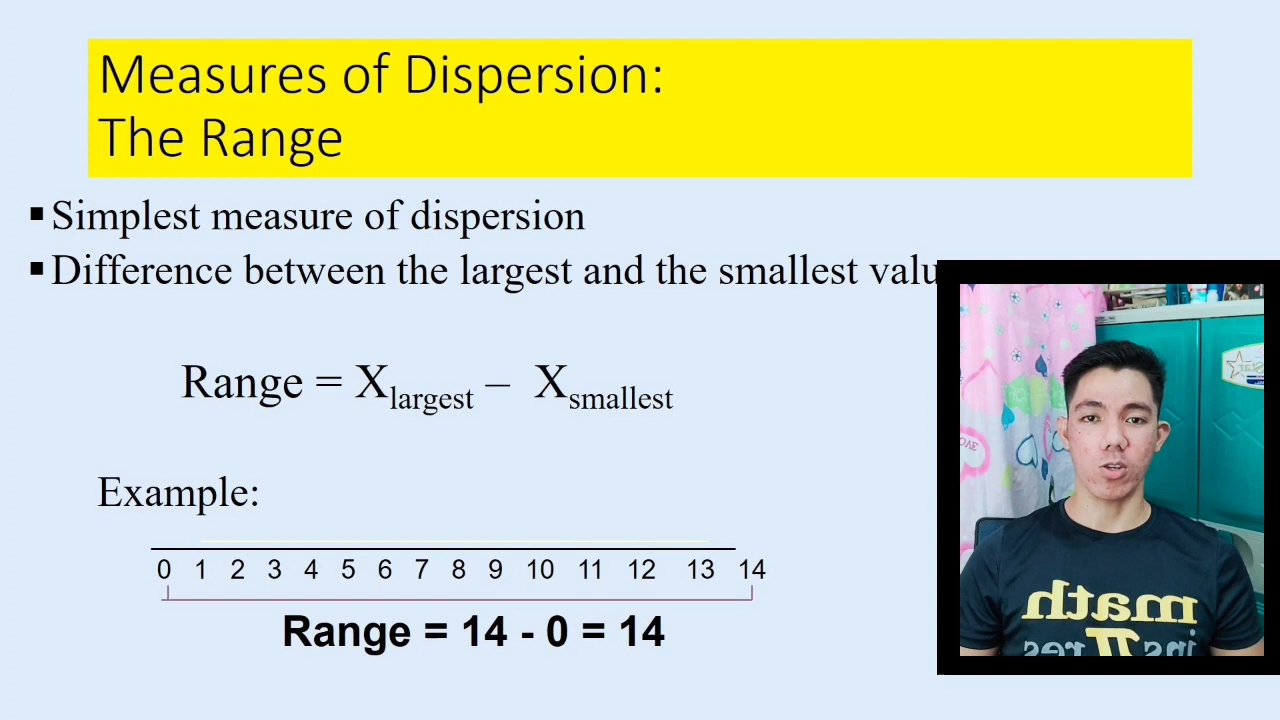 Measures of Dispersion:
The Range
▪ Simplest measure of dispersion
▪ Difference between the largest and the smallest valu
Range = Xlargest – Xsmallest
Example:
0 1 2 3 4 5 6 7 8 9 10 11 12 13 14
Range = 14 - 0 = 14
math
insπres